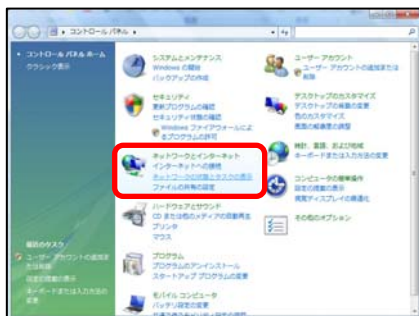 コントロール パネル
コントロール パネル ホーム
クラシック表示
システムとメンテナンス
Windows の開始
バックアップの作成
セキュリティ
更新プログラムの確認
セキュリティ状態の確認
Windows ファイアウォールによ
るプログラムの許可
ネットワークとインターネット
インターネットへの接続
ネットワークの状態とタスクの表示
ファイルの共有の設定
ハードウェアとサウンド
CD または他のメディアの自動再生
プリンタ
マウス
プログラム
プログラムのアンインストール
スタートアップ プログラムの変更
モバイル コンピュータ
バッテリ設定の変更
ユーザー アカウント
ユーザー アカウントの追加または
削除
デスクトップのカスタマイズ
デスクトップの背景の変更
色のカスタマイズ
画面の解像度の調整
時計、言語、および地域
キーボードまたは入力方法の変更
コンピュータの簡単操作
設定の提案の表示
視覚ディスプレイの最適化
その他のオプション
最近のタスク
ユーザー アカウントの追加ま
たは削除
設定の提案の表示
キーボードまたは入力方法の
変更